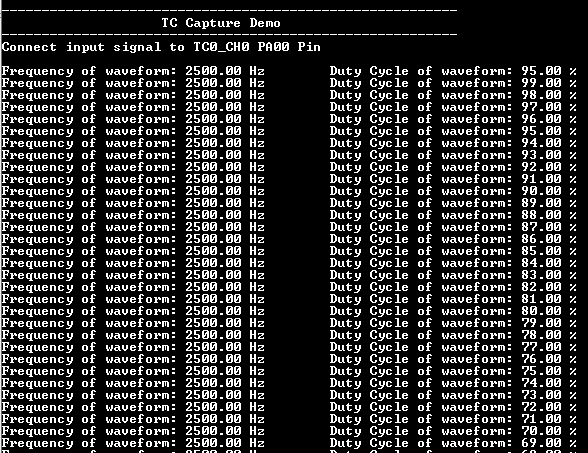 TC Capture Demo
Connect input signal to TC0_CH0 PA00 Pin
Frequency of waveform: 2500.00 Hz Duty Cycle of waveform: 95.00 %
Frequency of waveform: 2500.00 Hz Duty Cycle of waveform: 99.00 %
Frequency of waveform: 2500.00 Hz Duty Cycle of waveform: 98.00 %
Frequency of waveform: 2500.00 Hz Duty Cycle of waveform: 97.00 %
Frequency of waveform: 2500.00 Hz Duty Cycle of waveform: 96.00 %
Frequency of waveform: 2500.00 Hz Duty Cycle of waveform: 95.00 %
Frequency of waveform: 2500.00 Hz Duty Cycle of waveform: 94.00 %
Frequency of waveform: 2500.00 Hz Duty Cycle of waveform: 93.00 %
Frequency of waveform: 2500.00 Hz Duty Cycle of waveform: 92.00 %
Frequency of waveform: 2500.00 Hz Duty Cycle of waveform: 91.00 %
Frequency of waveform: 2500.00 Hz Duty Cycle of waveform: 90.00 %
Frequency of waveform: 2500.00 Hz Duty Cycle of waveform: 89.00 %
Frequency of waveform: 2500.00 Hz Duty Cycle of waveform: 88.00 %
Frequency of waveform: 2500.00 Hz Duty Cycle of waveform: 87.00 %
Frequency of waveform: 2500.00 Hz Duty Cycle of waveform: 86.00 %
Frequency of waveform: 2500.00 Hz Duty Cycle of waveform: 85.00 %
Frequency of waveform: 2500.00 Hz Duty Cycle of waveform: 84.00 %
Frequency of waveform: 2500.00 Hz Duty Cycle of waveform: 83.00 %
Frequency of waveform: 2500.00 Hz Duty Cycle of waveform: 82.00 %
Frequency of waveform: 2500.00 Hz Duty Cycle of waveform: 81.00 %
Frequency of waveform: 2500.00 Hz Duty Cycle of waveform: 80.00 %
Frequency of waveform: 2500.00 Hz Duty Cycle of waveform: 79.00 %
Frequency of waveform: 2500.00 Hz Duty Cycle of waveform: 78.00 %
Frequency of waveform: 2500.00 Hz Duty Cycle of waveform: 77.00 %
Frequency of waveform: 2500.00 Hz Duty Cycle of waveform: 76.00 %
Frequency of waveform: 2500.00 Hz Duty Cycle of waveform: 75.00 %
Frequency of waveform: 2500.00 Hz Duty Cycle of waveform: 74.00 %
Frequency of waveform: 2500.00 Hz Duty Cycle of waveform: 73.00 %
Frequency of waveform: 2500.00 Hz Duty Cycle of waveform: 72.00 %
Frequency of waveform: 2500.00 Hz Duty Cycle of waveform: 71.00 %
Frequency of waveform: 2500.00 Hz Duty Cycle of waveform: 70.00 %
Frequency of waveform: 2500.00 Hz Duty Cycle of waveform: 69.00 %